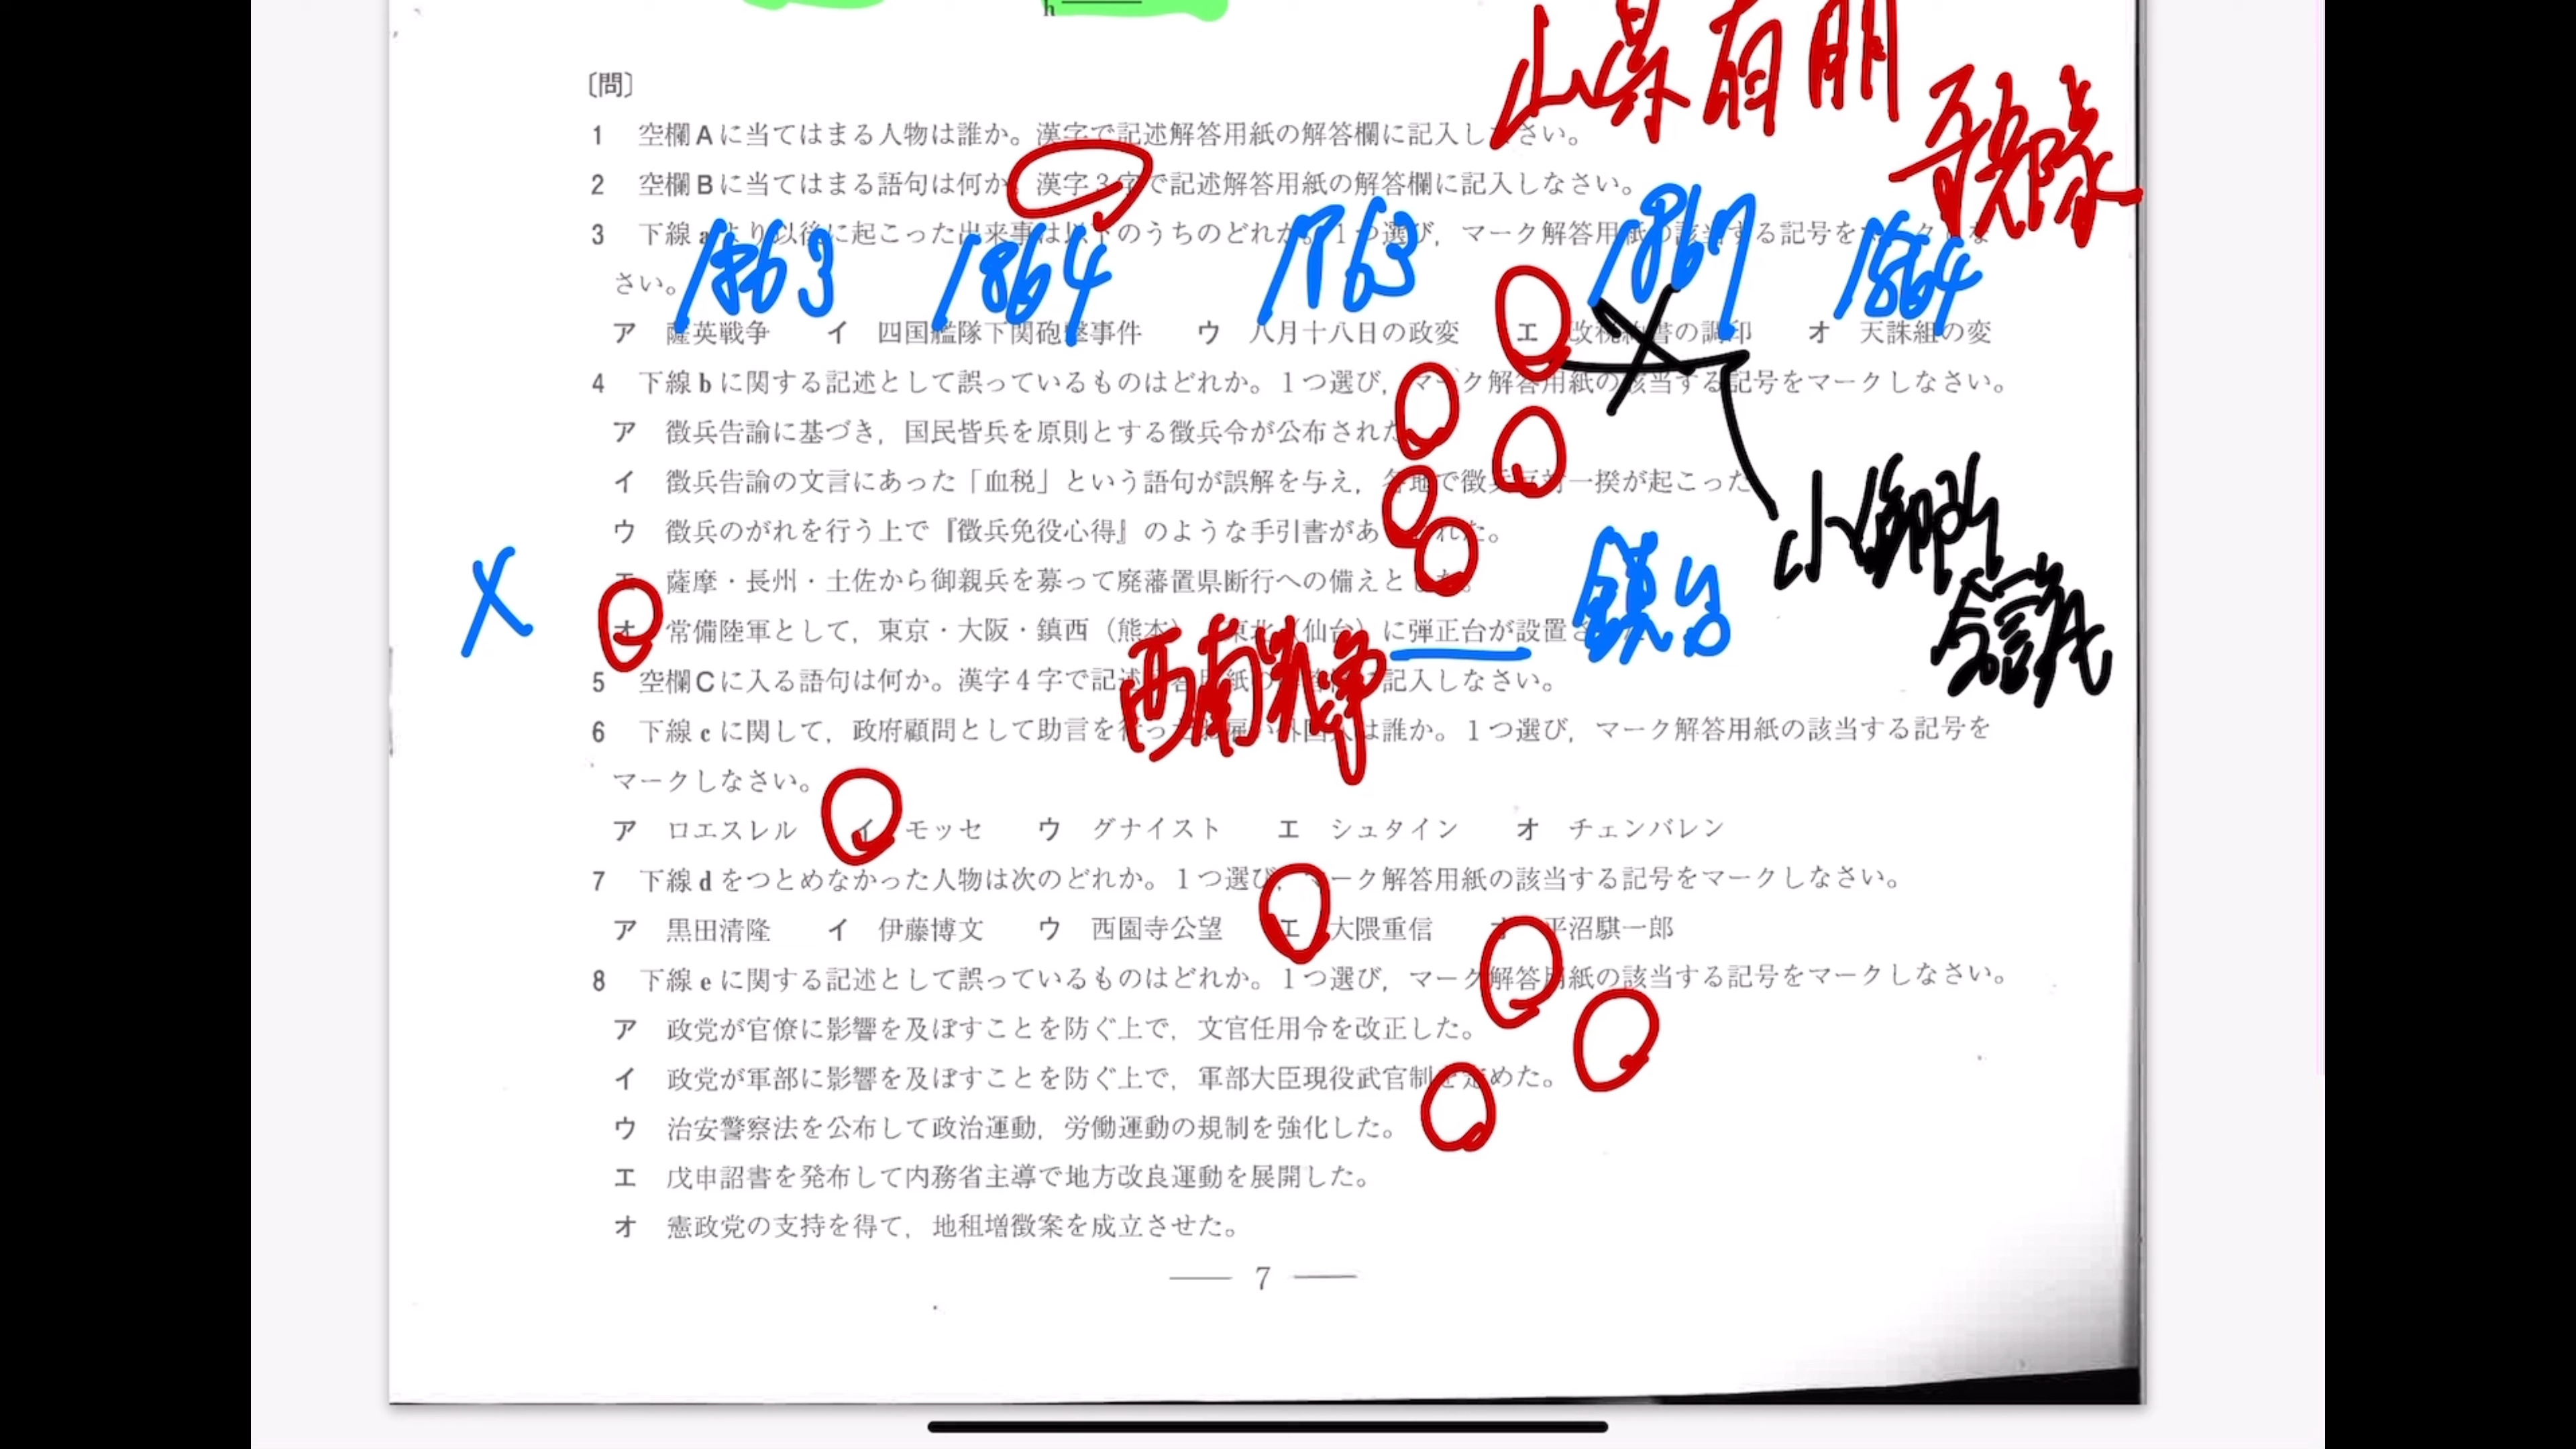 h
山県有朋
〔問〕
1 空欄Aに当てはまる人物は誰か。漢字で記述解答用紙の解答欄に記入しなさい。
2 空欄Bに当てはまる語句は何か。漢字3字で記述解答用紙の解答欄に記入しなさい。
3 下線aより以後に起こった出来事は以下のうちのどれか。1つ選び，マーク解答用紙の該当する記号をマークしな
さい。
1863 1864 1863 1867 1864
ア 薩英戦争 イ 四国艦隊下関砲撃事件 ウ 八月十八日の政変 エ 改税約書の調印 オ 天誅組の変
4 下線bに関する記述として誤っているものはどれか。1つ選び，マーク解答用紙の該当する記号をマークしなさい。
ア 徴兵告諭に基づき，国民皆兵を原則とする徴兵令が公布された
イ 徴兵告諭の文言にあった「血税」という語句が誤解を与え，各地で徴兵反対一揆が起こった
ウ 徴兵のがれを行う上で『徴兵免役心得』のような手引書があらわれた。
小御所
会議
エ 薩摩・長州・土佐から御親兵を募って廃藩置県断行への備えとした。
鎮台
オ 常備陸軍として，東京・大阪・鎮西（熊本）・東北（仙台）に弾正台が設置された
西南戦争
5 空欄Cに入る語句は何か。漢字4字で記述解答用紙の解答欄に記入しなさい。
6 下線cに関して，政府顧問として助言を行ったお雇い外国人は誰か。1つ選び，マーク解答用紙の該当する記号を
マークしなさい。
ア ロエスレル イ モッセ ウ グナイスト エ シュタイン オ チェンバレン
7 下線dをつとめなかった人物は次のどれか。1つ選び，マーク解答用紙の該当する記号をマークしなさい。
ア 黒田清隆 イ 伊藤博文 ウ 西園寺公望 エ 大隈重信 オ 平沼騏一郎
8 下線eに関する記述として誤っているものはどれか。1つ選び，マーク解答用紙の該当する記号をマークしなさい。
ア 政党が官僚に影響を及ぼすことを防ぐ上で，文官任用令を改正した。
イ 政党が軍部に影響を及ぼすことを防ぐ上で，軍部大臣現役武官制を定めた。
ウ 治安警察法を公布して政治運動，労働運動の規制を強化した。
エ 戊申詔書を発布して内務省主導で地方改良運動を展開した。
オ 憲政党の支持を得て，地租増徴案を成立させた。
7